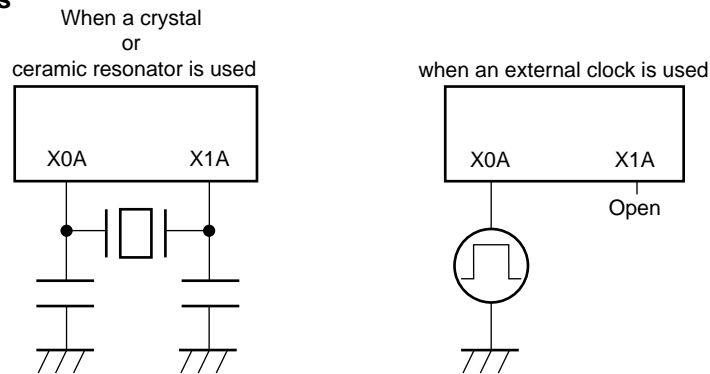 When a crystal
or
ceramic resonator is used
X0A X1A
when an external clock is used
X0A X1A
Open